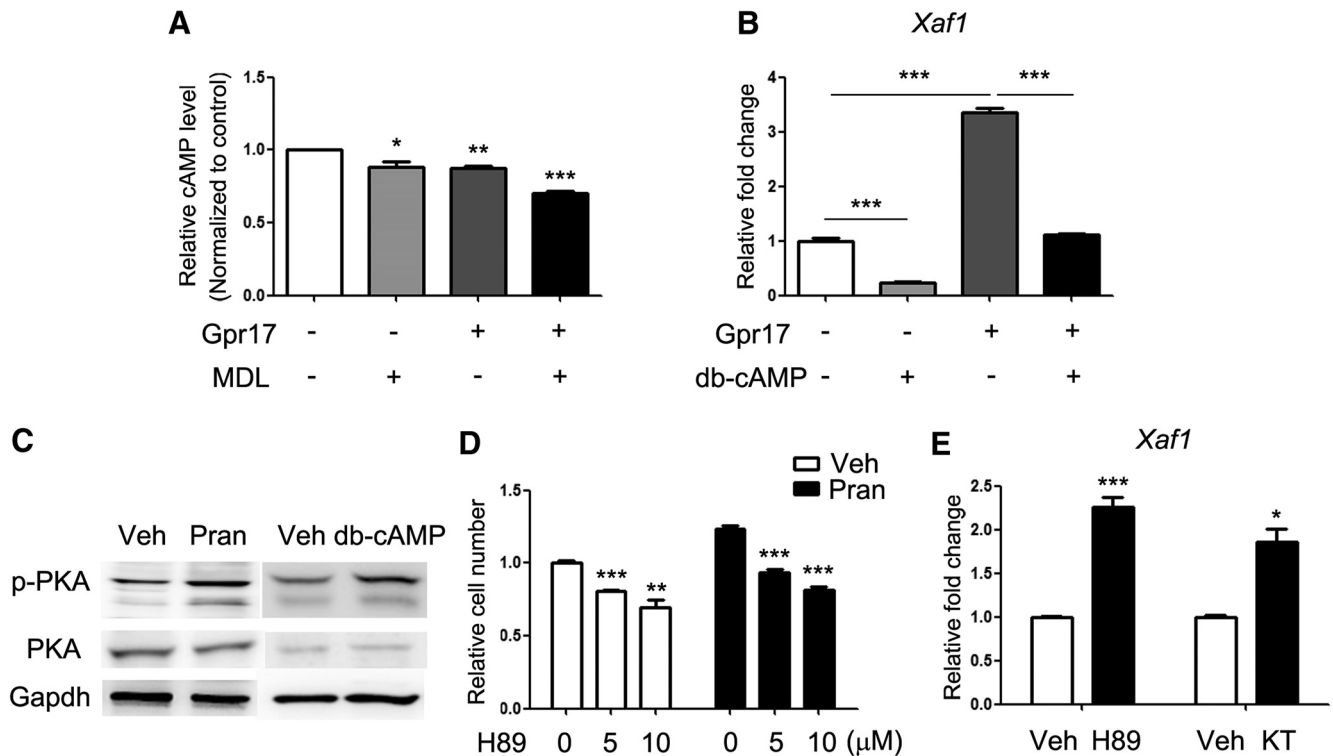 A
Relative cAMP level
(Normalized to control)
1.5
1.0
0.5
0.0
* ** ***
Gpr17 - - + +
MDL - + - +
B
Xaf1
Relative fold change
4
3
2
1
0
*** *** ***
Gpr17 - - + +
db-cAMP - + - +
C
Veh Pran Veh db-cAMP
p-PKA
PKA
Gapdh
D
Veh
Pran
Relative cell number
1.5
1.0
0.5
0.0
*** ** *** ***
H89 0 5 10 0 5 10 (μM)
E
Xaf1
Relative fold change
2.5
2.0
1.5
1.0
0.5
0.0
*** *
Veh H89 Veh KT